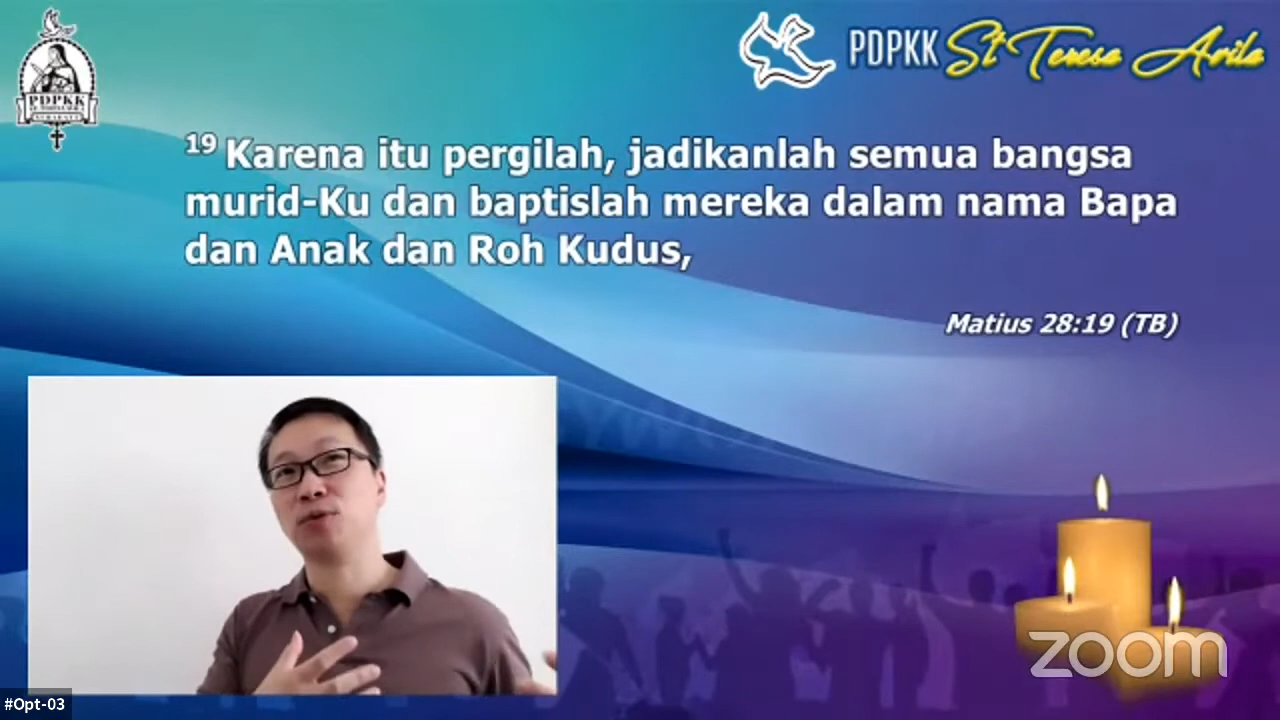 PDPKK
PDPKK St Teresa Avila
19 Karena itu pergilah, jadikanlah semua bangsa
murid-Ku dan baptislah mereka dalam nama Bapa
dan Anak dan Roh Kudus,
Matius 28:19 (TB)
zoom
#Opt-03